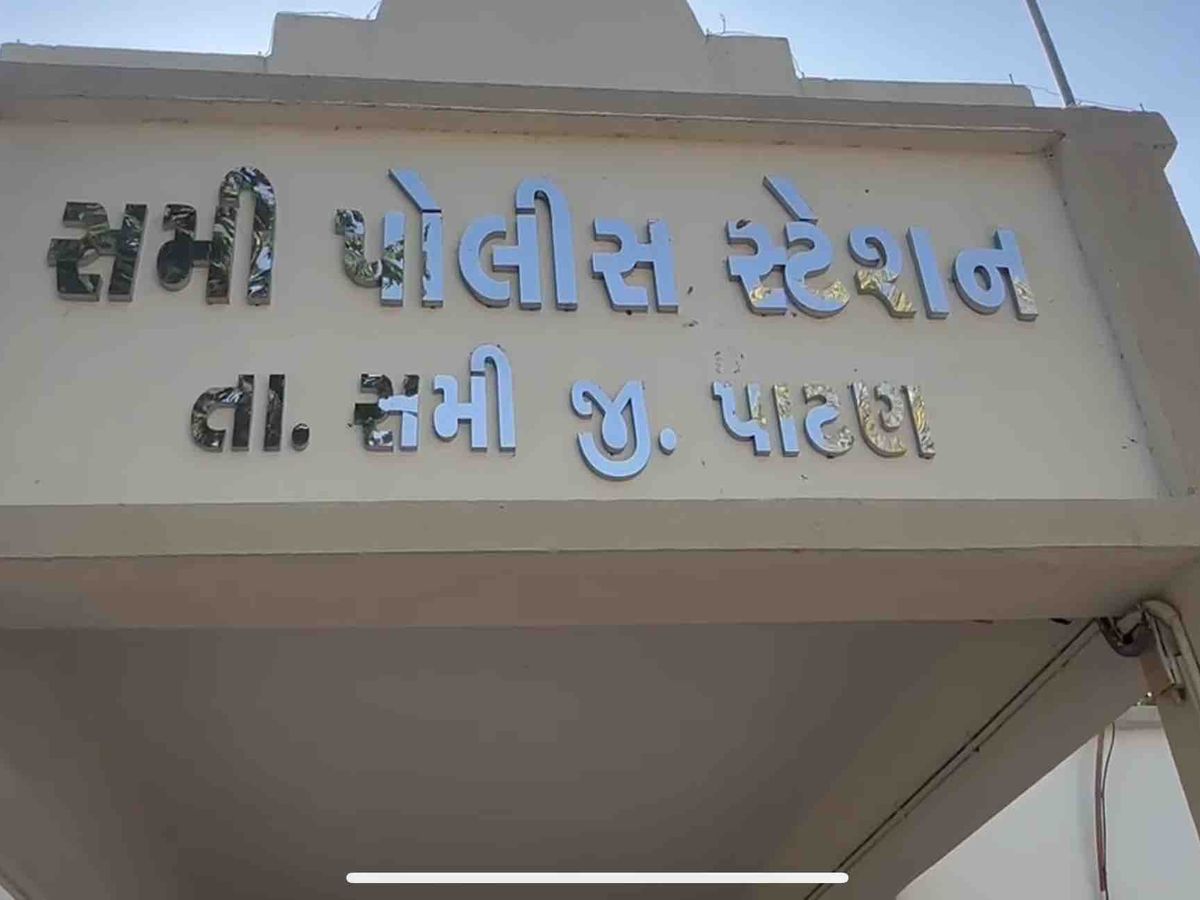 સમી પોલીસ સ્ટેશન
તા. સમી જી. પાટણ